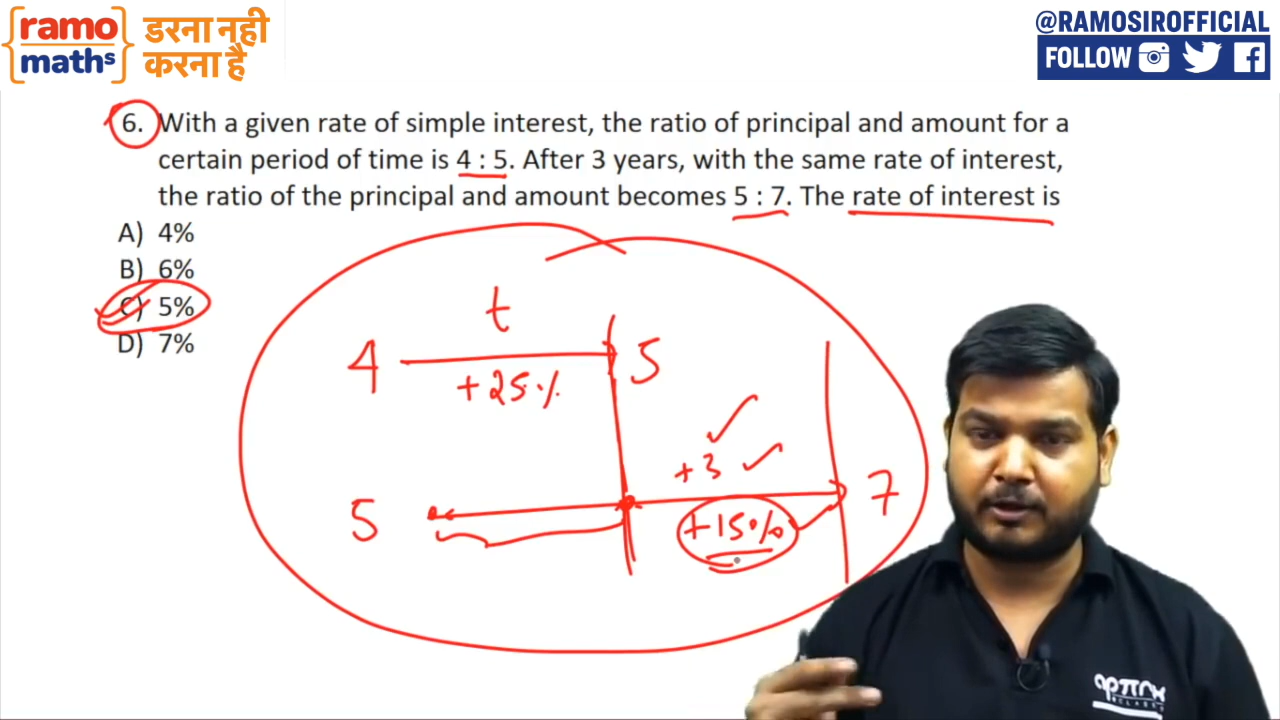 ramo
maths
डरना नही
करना है
@RAMOSIROFFICIAL
FOLLOW
6. With a given rate of simple interest, the ratio of principal and amount for a
certain period of time is 4 : 5. After 3 years, with the same rate of interest,
the ratio of the principal and amount becomes 5 : 7. The rate of interest is
A) 4%
B) 6%
C) 5%
D) 7%
t
4 5
+25%
+3
5 7
+15%
apττrx
CLASSES